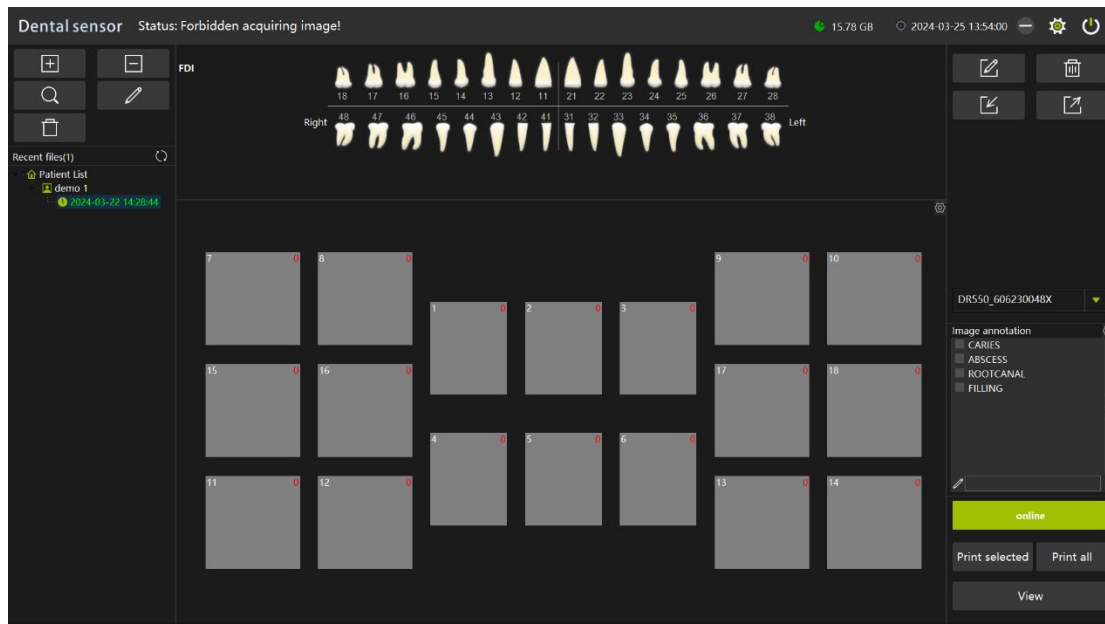 Dental sensor Status: Forbidden acquiring image! 15.78 GB 2024-03-25 13:54:00
FDI
18 17 16 15 14 13 12 11 21 22 23 24 25 26 27 28
Right 48 47 46 45 44 43 42 41 31 32 33 34 35 36 37 38 Left
Recent files(1)
Patient List
demo 1
2024-03-22 14:28:44
7 0 8 0 9 0 10 0
1 0 2 0 3 0
15 0 16 0 17 0 18 0
4 0 5 0 6 0
11 0 12 0 13 0 14 0
DR550_606230048X
Image annotation
CARIES
ABSCESS
ROOTCANAL
FILLING
online
Print selected Print all
View